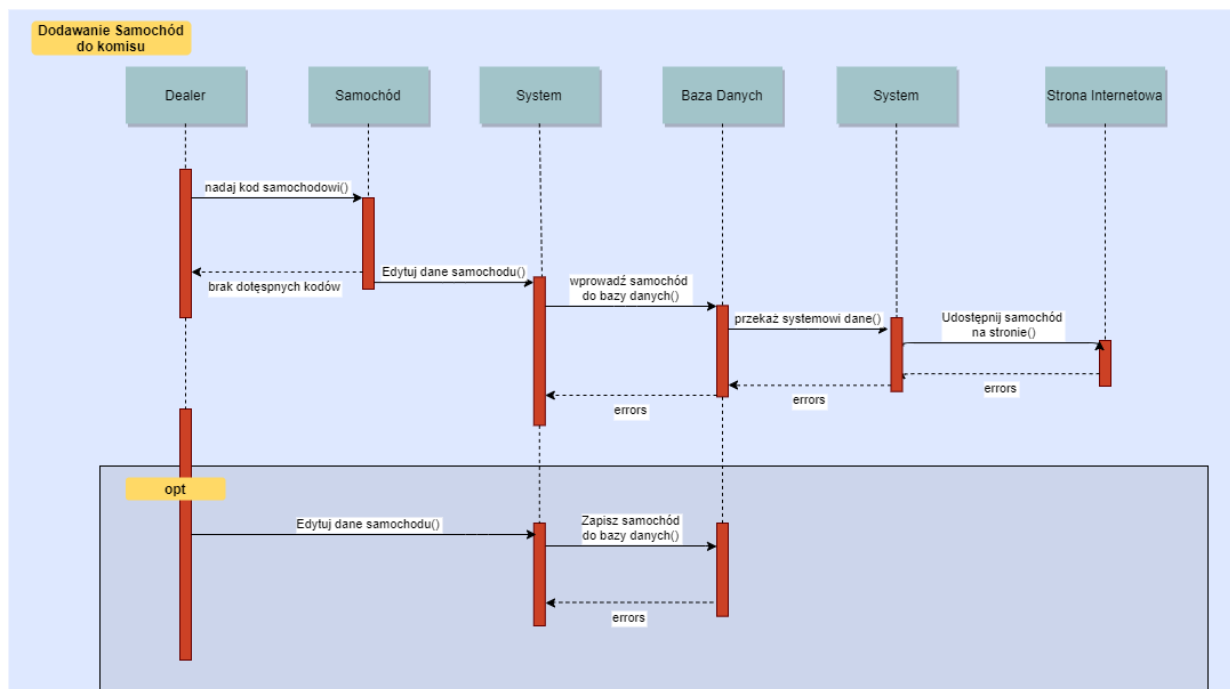 Dodawanie Samochód
do komisu
Dealer
Samochód
System
Baza Danych
System
Strona Internetowa
nadaj kod samochodowi()
brak dotęspnych kodów
Edytuj dane samochodu()
wprowadź samochód
do bazy danych()
przekaż systemowi dane()
Udostępnij samochód
na stronie()
errors
errors
errors
opt
Edytuj dane samochodu()
Zapisz samochód
do bazy danych()
errors